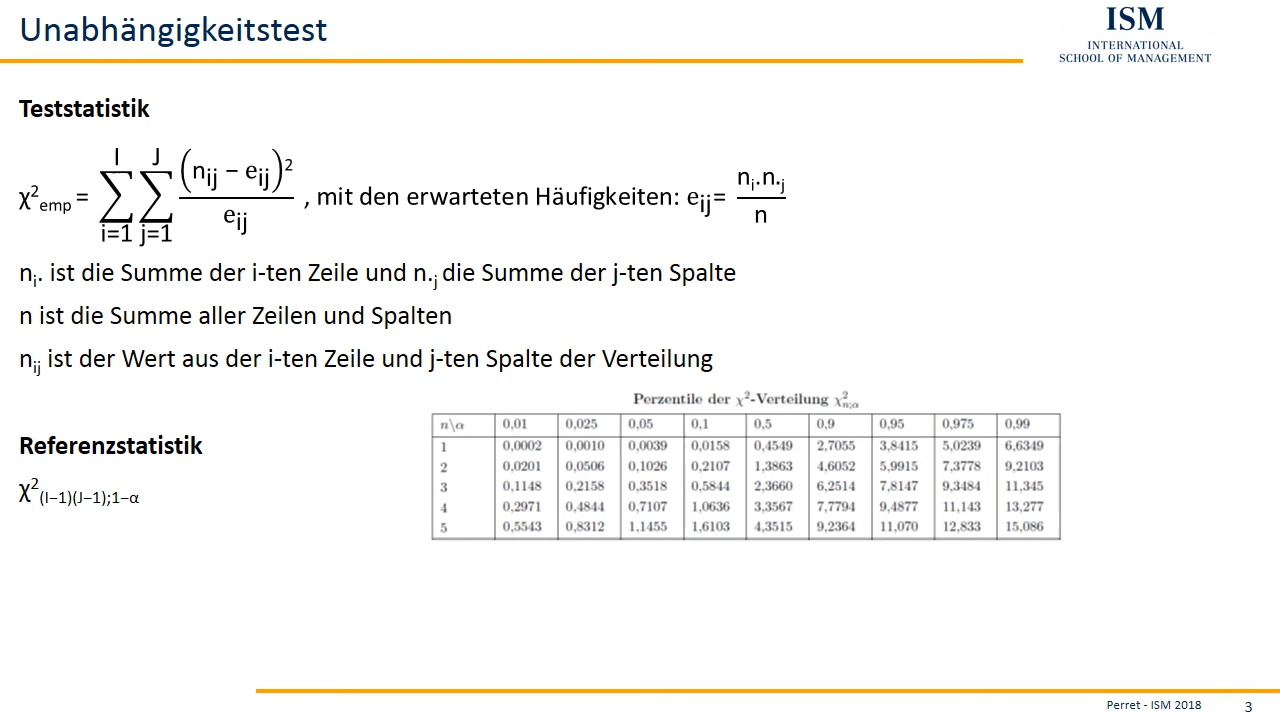 Unabhängigkeitstest
ISM
INTERNATIONAL
SCHOOL OF MANAGEMENT
Teststatistik
χ²emp = ∑_{i=1}^{I} ∑_{j=1}^{J} (nij − eij)² / eij , mit den erwarteten Häufigkeiten: eij= ni.n.j / n
ni. ist die Summe der i-ten Zeile und n.j die Summe der j-ten Spalte
n ist die Summe aller Zeilen und Spalten
nij ist der Wert aus der i-ten Zeile und j-ten Spalte der Verteilung
Perzentile der χ²-Verteilung χ²n;α
n\α 0,01 0,025 0,05 0,1 0,5 0,9 0,95 0,975 0,99
1 0,0002 0,0010 0,0039 0,0158 0,4549 2,7055 3,8415 5,0239 6,6349
2 0,0201 0,0506 0,1026 0,2107 1,3863 4,6052 5,9915 7,3778 9,2103
3 0,1148 0,2158 0,3518 0,5844 2,3660 6,2514 7,8147 9,3484 11,345
4 0,2971 0,4844 0,7107 1,0636 3,3567 7,7794 9,4877 11,143 13,277
5 0,5543 0,8312 1,1455 1,6103 4,3515 9,2364 11,070 12,833 15,086
Referenzstatistik
χ²(I−1)(J−1);1−α
Perret - ISM 2018
3